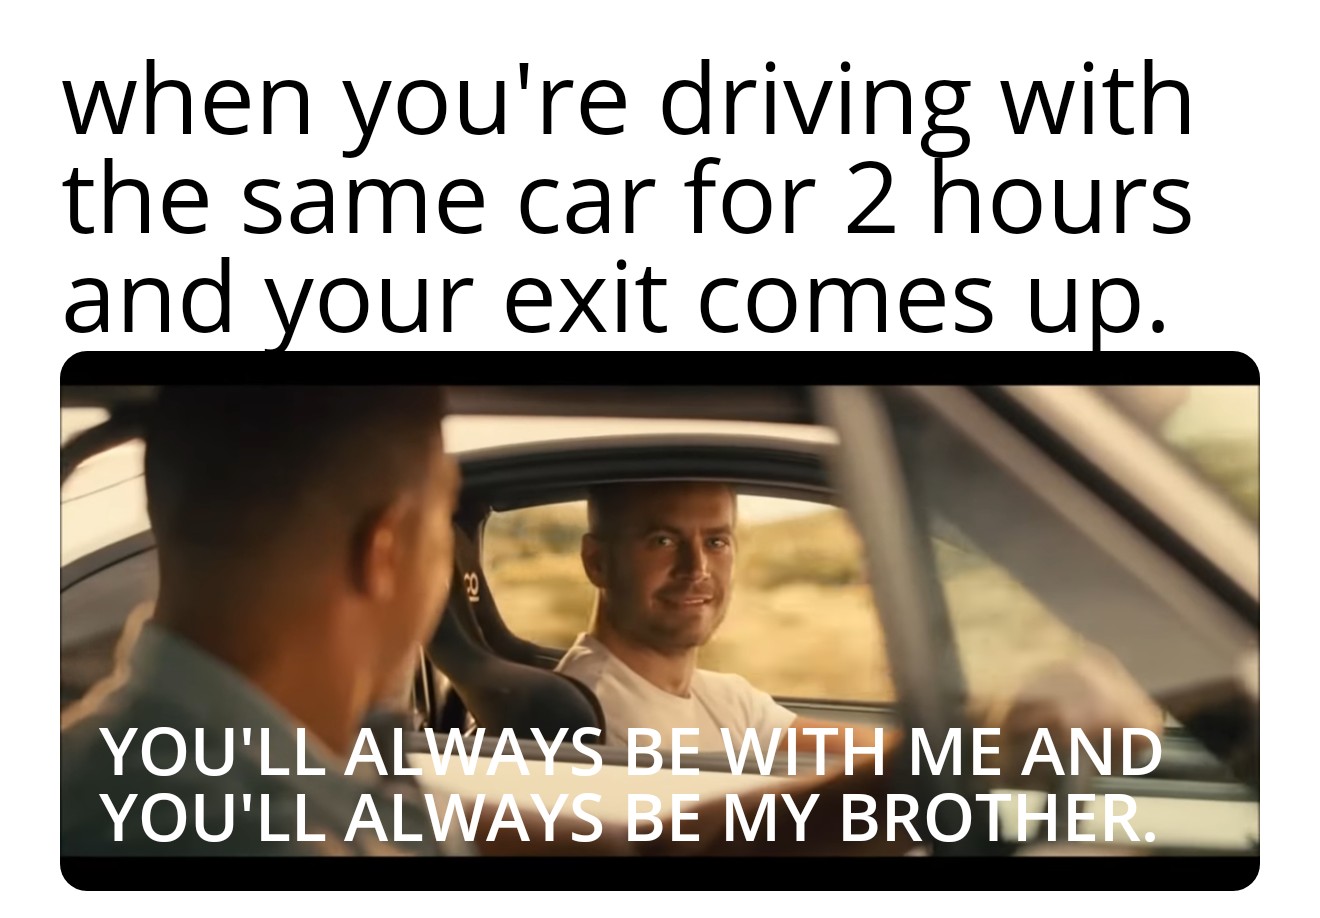 when you're driving with
the same car for 2 hours
and your exit comes up.
YOU'LL ALWAYS BE WITH ME AND
YOU'LL ALWAYS BE MY BROTHER.